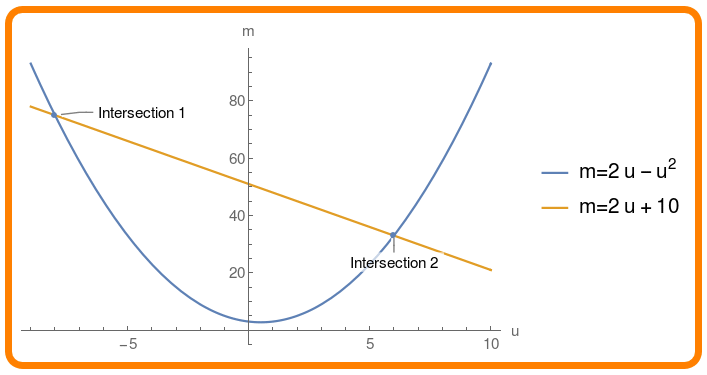 m
80
60
40
20
−5
5
10
u
Intersection 1
Intersection 2
m=2 u − u²
m=2 u + 10